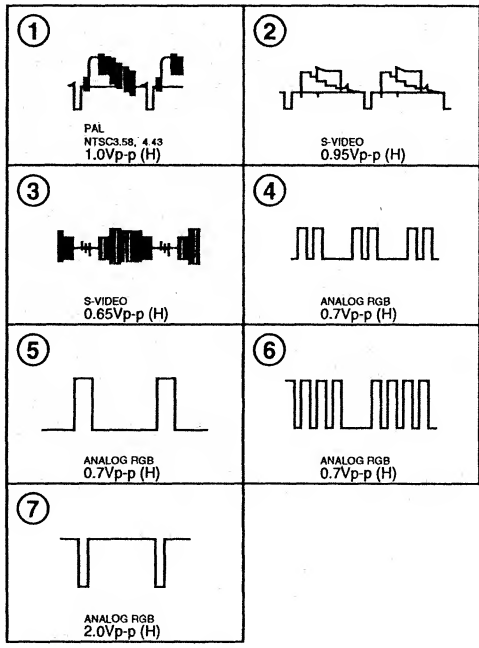 1
PAL
NTSC3.58, 4.43
1.0Vp-p (H)
2
S-VIDEO
0.95Vp-p (H)
3
S-VIDEO
0.65Vp-p (H)
4
ANALOG RGB
0.7Vp-p (H)
5
ANALOG RGB
0.7Vp-p (H)
6
ANALOG RGB
0.7Vp-p (H)
7
ANALOG RGB
2.0Vp-p (H)